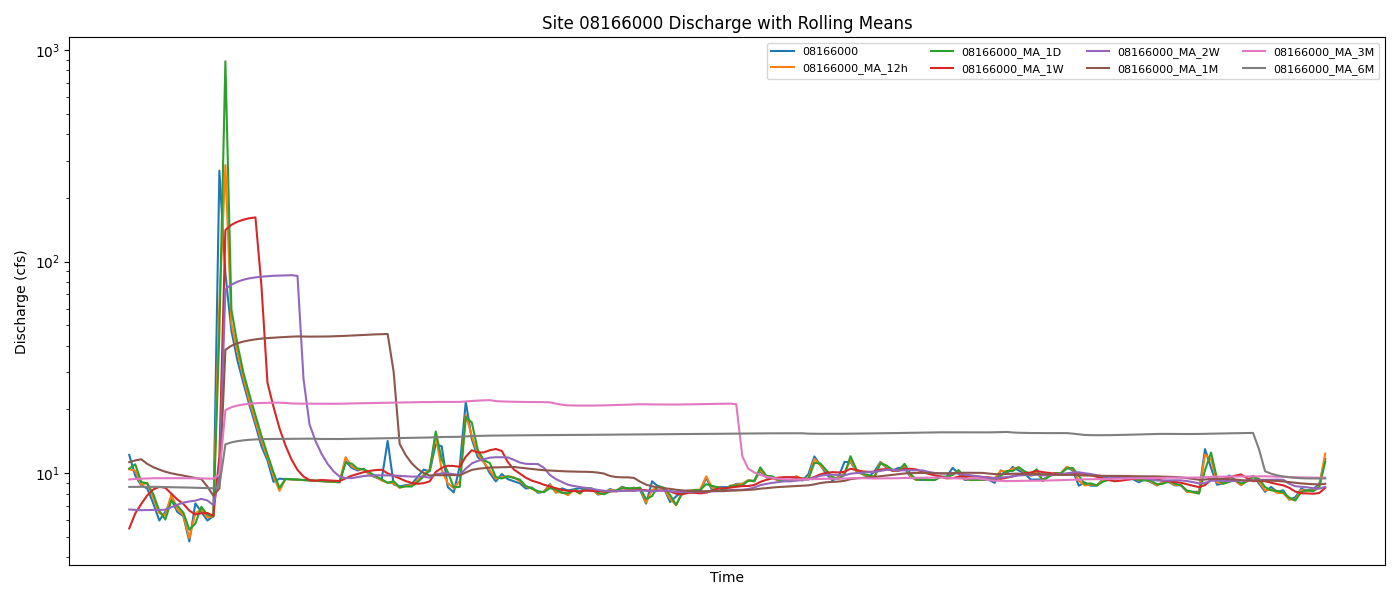 Site 08166000 Discharge with Rolling Means
08166000
08166000_MA_12h
08166000_MA_1D
08166000_MA_1W
08166000_MA_2W
08166000_MA_1M
08166000_MA_3M
08166000_MA_6M
10³
10²
10¹
Discharge (cfs)
Time